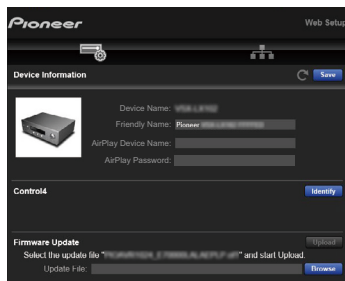 Pioneer
Web Setup
Device Information
Save
Device Name:
Friendly Name: Pioneer
AirPlay Device Name:
AirPlay Password:
Control4
Identify
Firmware Update
Upload
Select the update file " " and start Upload.
Update File:
Browse